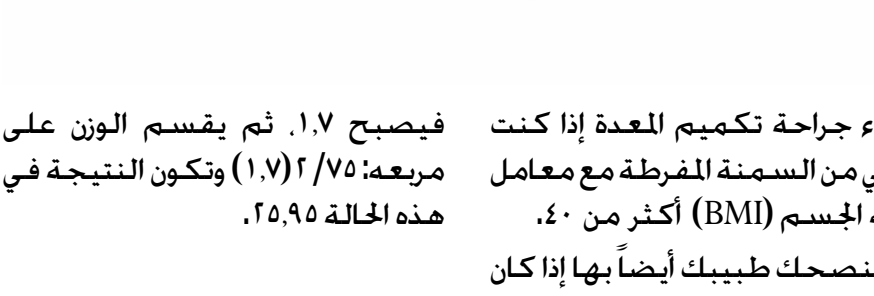 جراحة تكميم المعدة إذا كنت
من السمنة المفرطة مع معامل
الجسم (BMI) أكثر من ٤٠.
طبيبك أيضاً بها إذا كان
فيصبح ١,٧، ثم يقسم الوزن على
مربعه: ٧٥/ ٢(١,٧) وتكون النتيجة في
هذه الحالة ٢٥,٩٥.